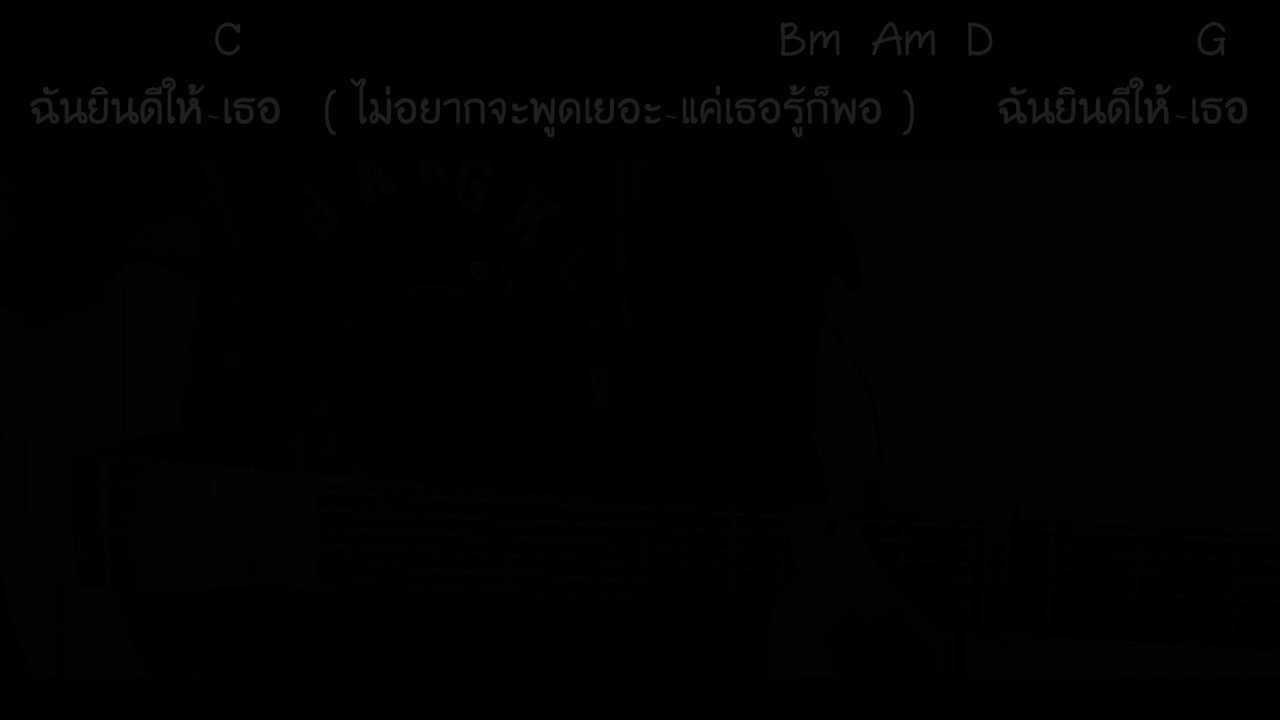 C Bm Am D G
ฉันยินดีให้~เธอ ( ไม่อยากจะพูดเยอะ~แค่เธอรู้ก็พอ ) ฉันยินดีให้~เธอ